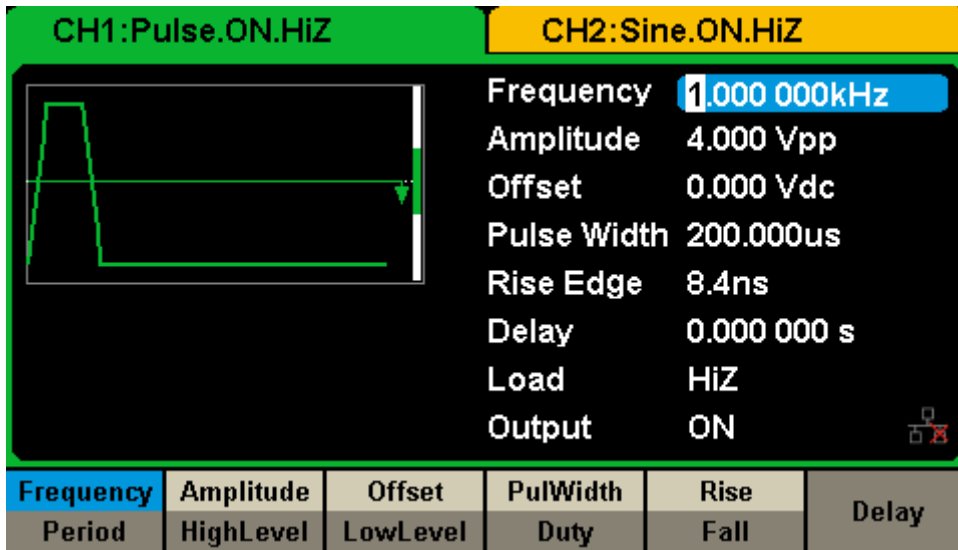 CH1:Pulse.ON.HiZ CH2:Sine.ON.HiZ
Frequency 1.000 000kHz
Amplitude 4.000 Vpp
Offset 0.000 Vdc
Pulse Width 200.000us
Rise Edge 8.4ns
Delay 0.000 000 s
Load HiZ
Output ON
Frequency Amplitude Offset PulWidth Rise Delay
Period HighLevel LowLevel Duty Fall